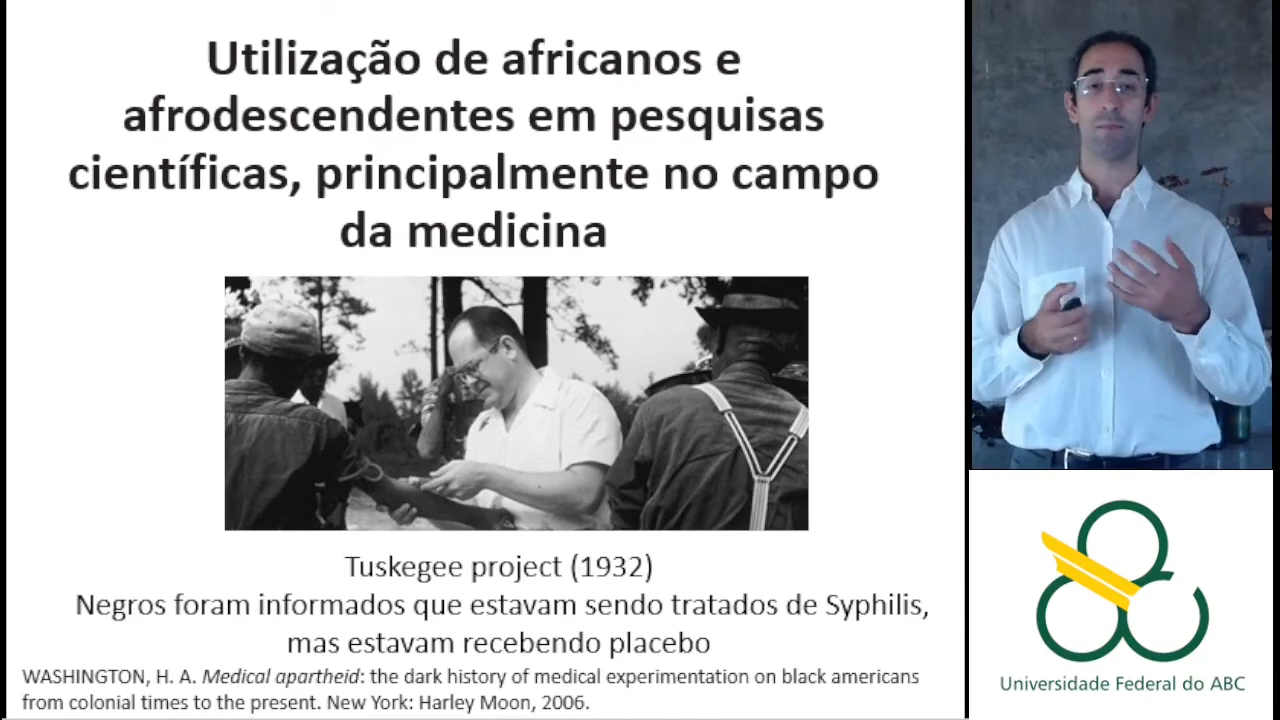 Utilização de africanos e
afrodescendentes em pesquisas
científicas, principalmente no campo
da medicina
Tuskegee project (1932)
Negros foram informados que estavam sendo tratados de Syphilis,
mas estavam recebendo placebo
WASHINGTON, H. A. Medical apartheid: the dark history of medical experimentation on black americans
from colonial times to the present. New York: Harley Moon, 2006.
Universidade Federal do ABC